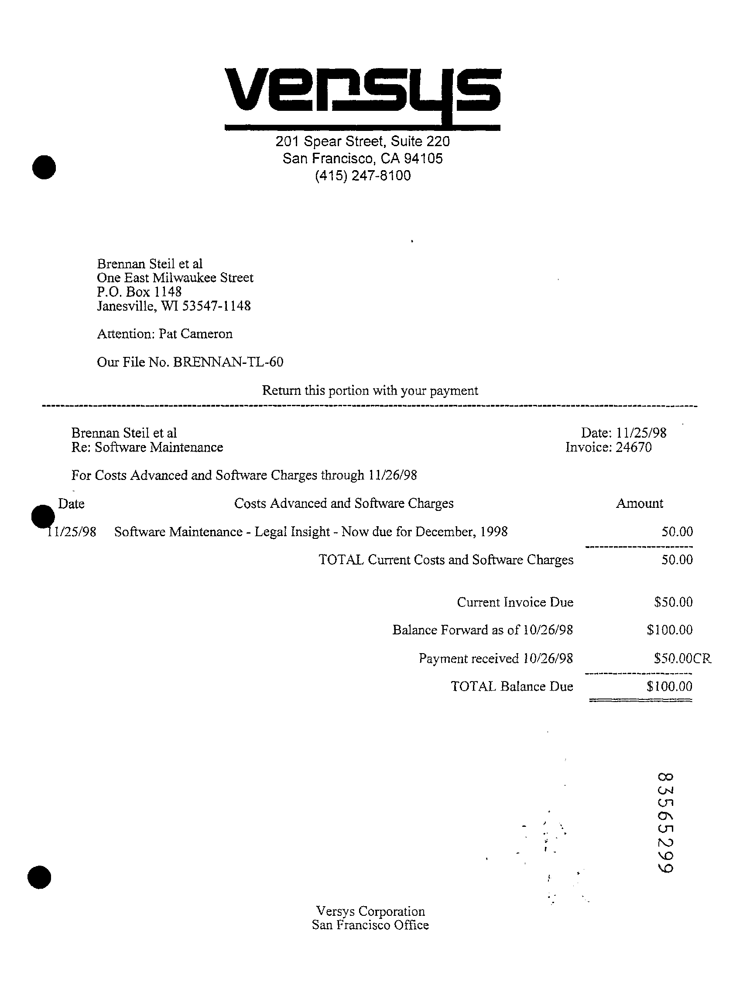 versys
201 Spear Street, Suite 220
San Francisco, CA 94105
(415) 247-8100
Brennan Steil et al
One East Milwaukee Street
P.O. Box 1148
Janesville, WI 53547-1148
Attention: Pat Cameron
Our File No. BRENNAN-TL-60
Return this portion with your payment
Brennan Steil et al Date: 11/25/98
Re: Software Maintenance Invoice: 24670
For Costs Advanced and Software Charges through 11/26/98
Date Costs Advanced and Software Charges Amount
11/25/98 Software Maintenance - Legal Insight - Now due for December, 1998 50.00
TOTAL Current Costs and Software Charges 50.00
Current Invoice Due $50.00
Balance Forward as of 10/26/98 $100.00
Payment received 10/26/98 $50.00CR
TOTAL Balance Due $100.00
83565299
Versys Corporation
San Francisco Office